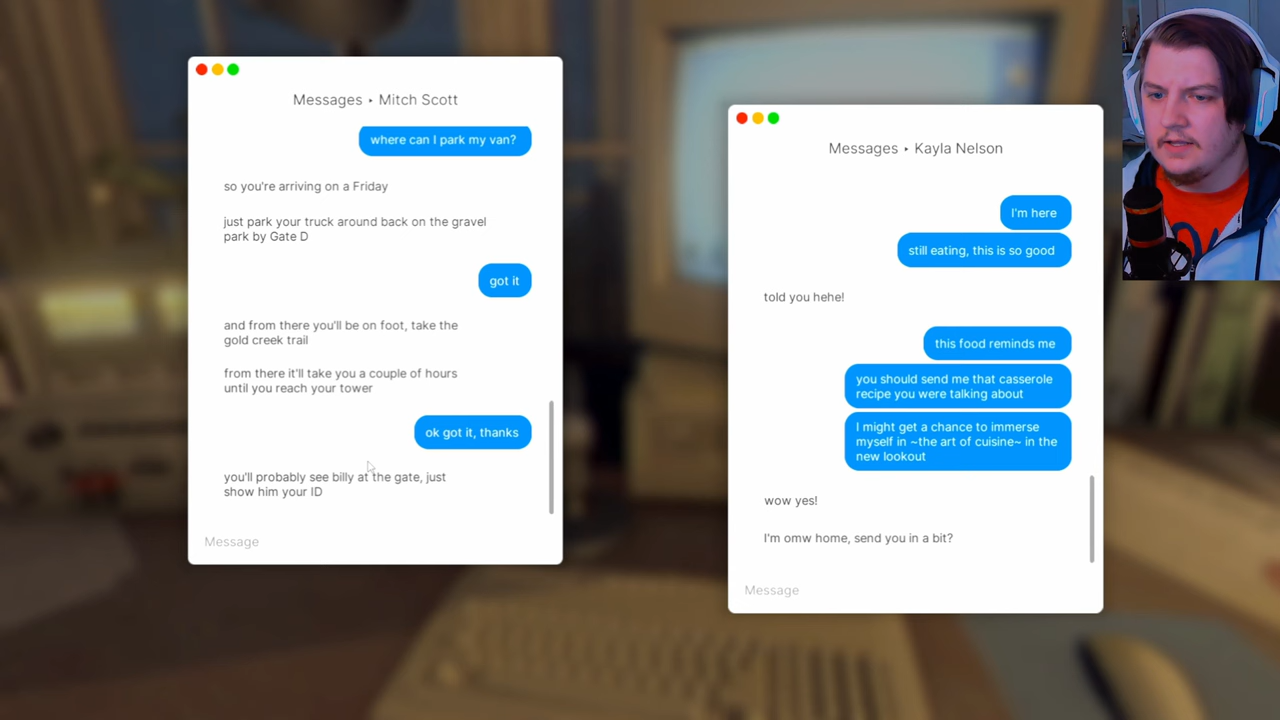 Messages ‣ Mitch Scott
where can I park my van?
so you're arriving on a Friday
just park your truck around back on the gravel
park by Gate D
got it
and from there you'll be on foot, take the
gold creek trail
from there it'll take you a couple of hours
until you reach your tower
ok got it, thanks
you'll probably see billy at the gate, just
show him your ID
Message
Messages ‣ Kayla Nelson
I'm here
still eating, this is so good
told you hehe!
this food reminds me
you should send me that casserole
recipe you were talking about
I might get a chance to immerse
myself in ~the art of cuisine~ in the
new lookout
wow yes!
I'm omw home, send you in a bit?
Message